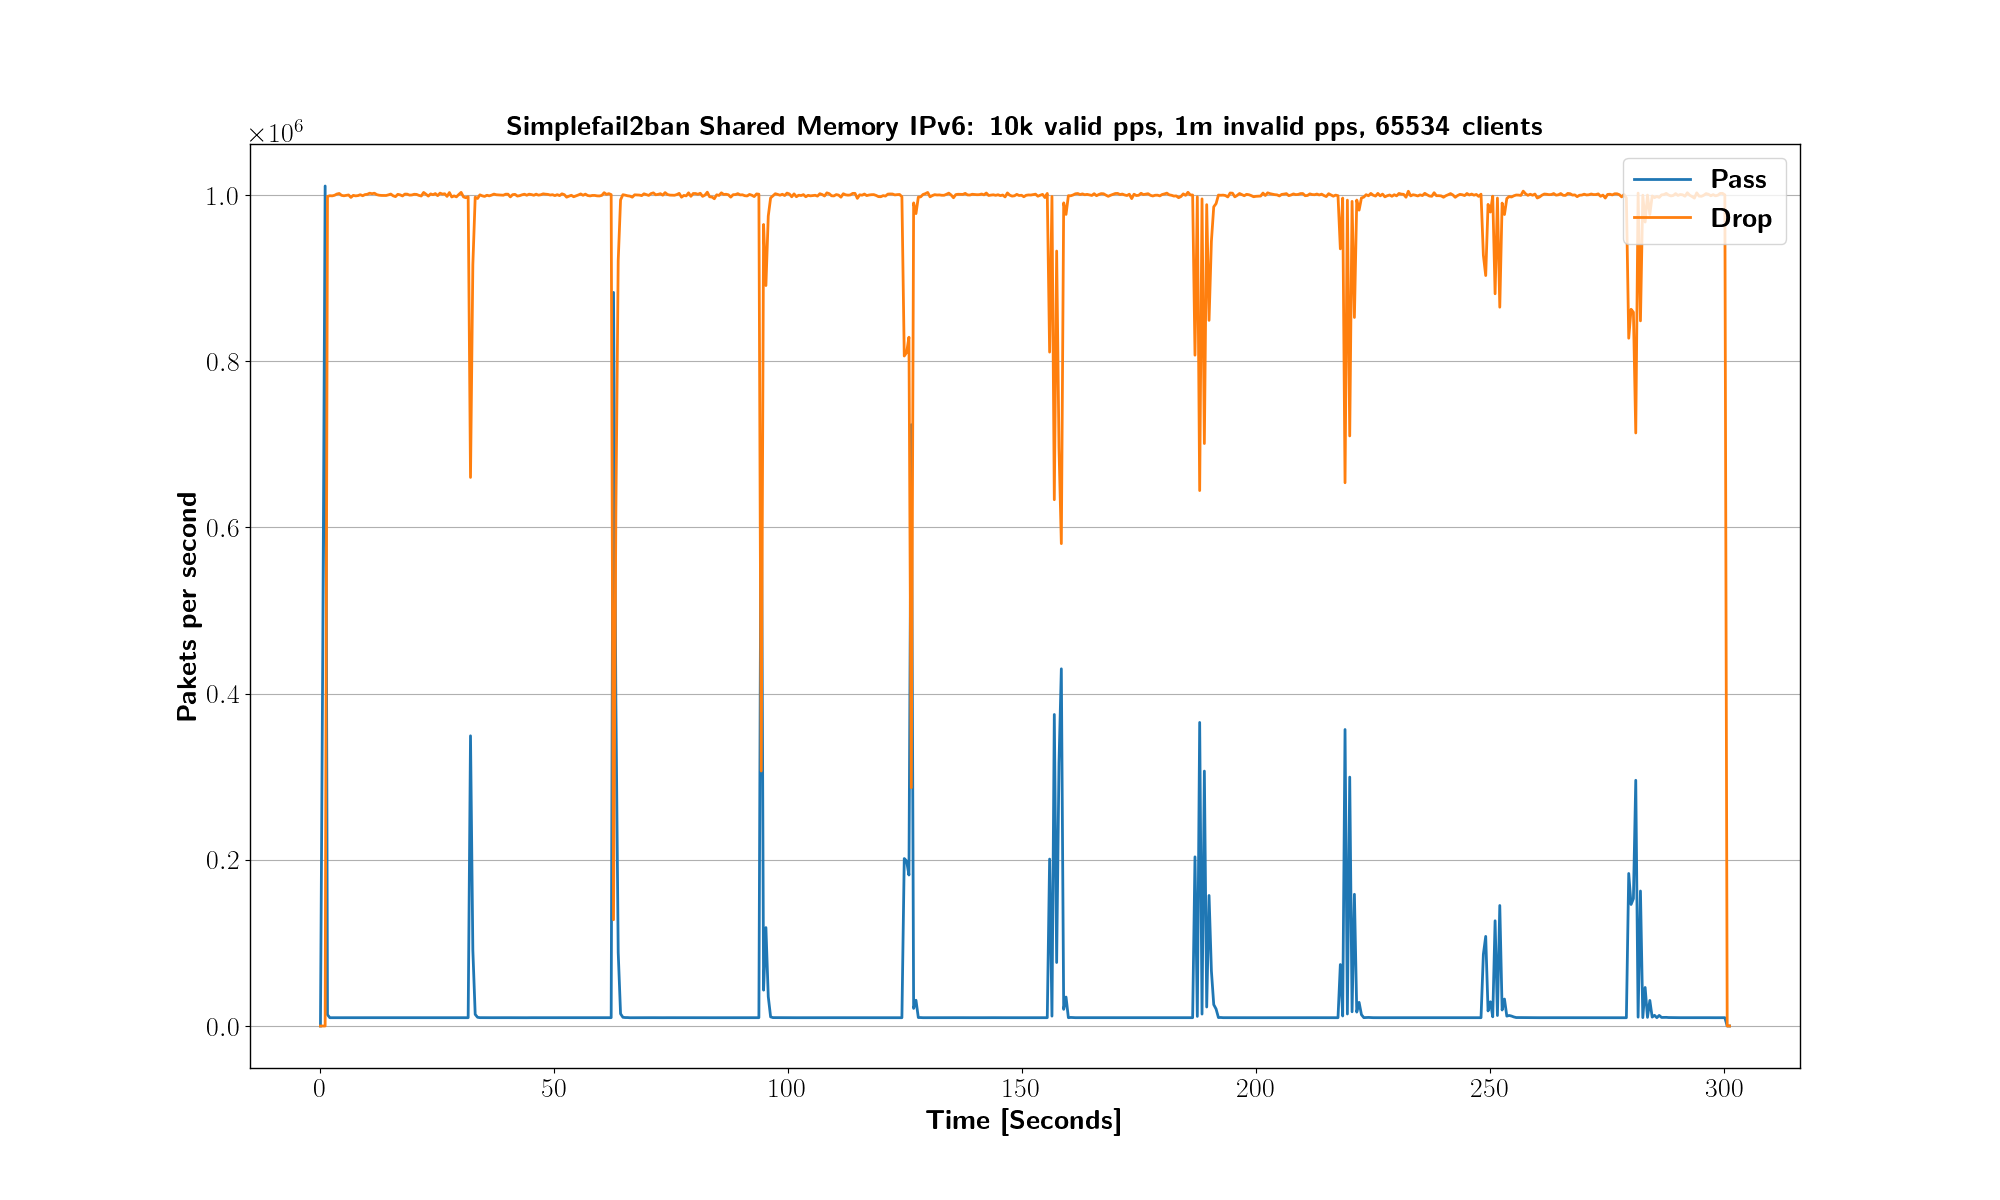 Simplefail2ban Shared Memory IPv6: 10k valid pps, 1m invalid pps, 65534 clients
×10⁶
Pass
Drop
1.0
0.8
0.6
0.4
0.2
0.0
Pakets per second
0 50 100 150 200 250 300
Time [Seconds]